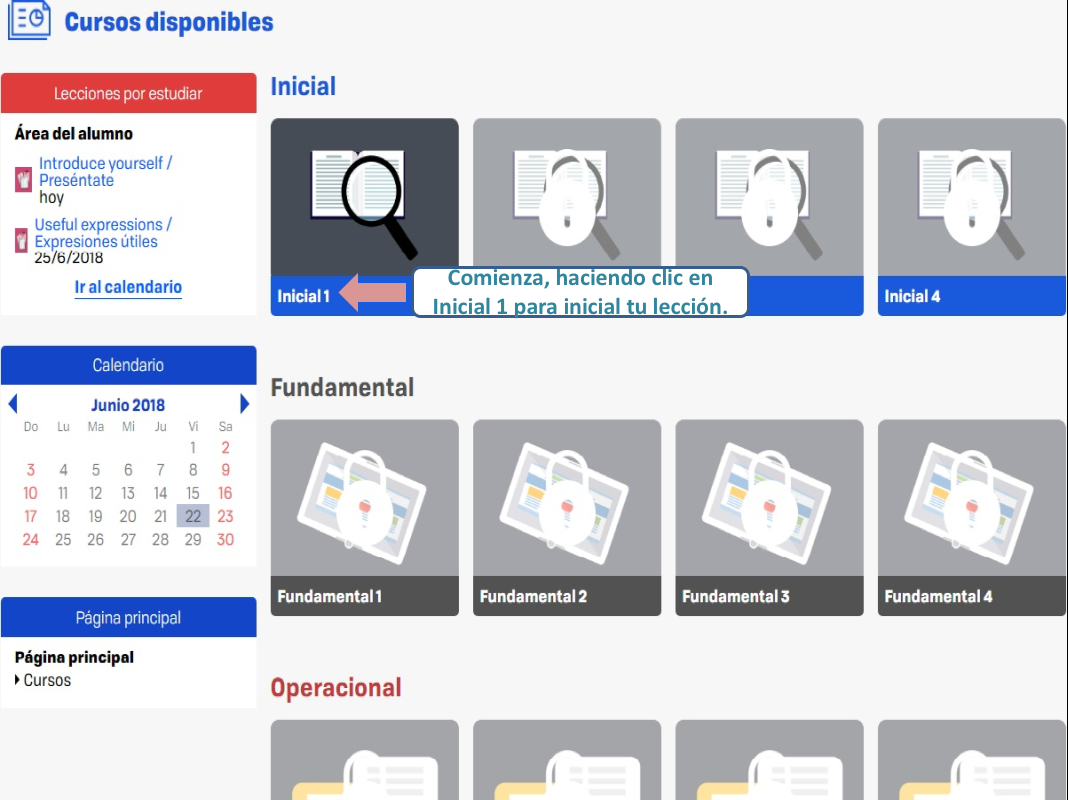 Cursos disponibles
Lecciones por estudiar
Área del alumno
Introduce yourself /
Preséntate
hoy
Useful expressions /
Expresiones útiles
25/6/2018
Ir al calendario
Calendario
Junio 2018
Do Lu Ma Mi Ju Vi Sa
1 2
3 4 5 6 7 8 9
10 11 12 13 14 15 16
17 18 19 20 21 22 23
24 25 26 27 28 29 30
Página principal
Página principal
Cursos
Inicial
Inicial 1
Comienza, haciendo clic en
Inicial 1 para inicial tu lección.
Inicial 4
Fundamental
Fundamental 1
Fundamental 2
Fundamental 3
Fundamental 4
Operacional